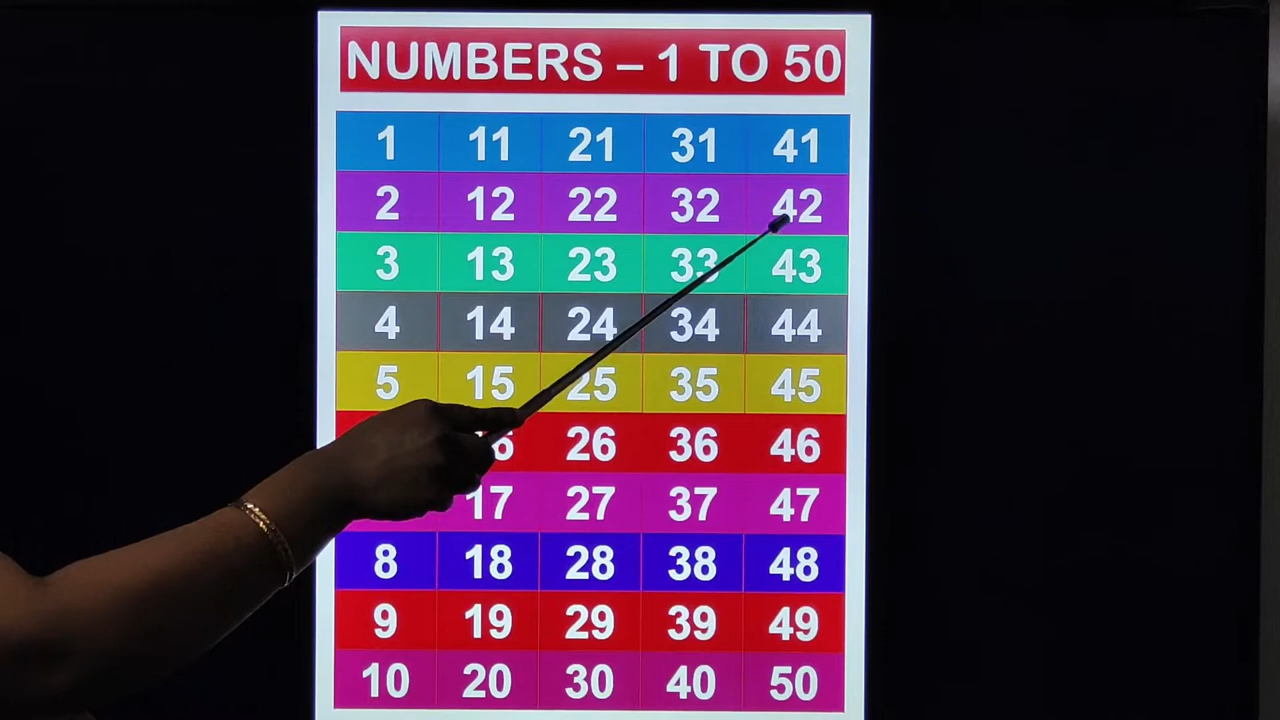 NUMBERS – 1 TO 50
1 11 21 31 41
2 12 22 32 42
3 13 23 33 43
4 14 24 34 44
5 15 25 35 45
26 36 46
17 27 37 47
8 18 28 38 48
9 19 29 39 49
10 20 30 40 50